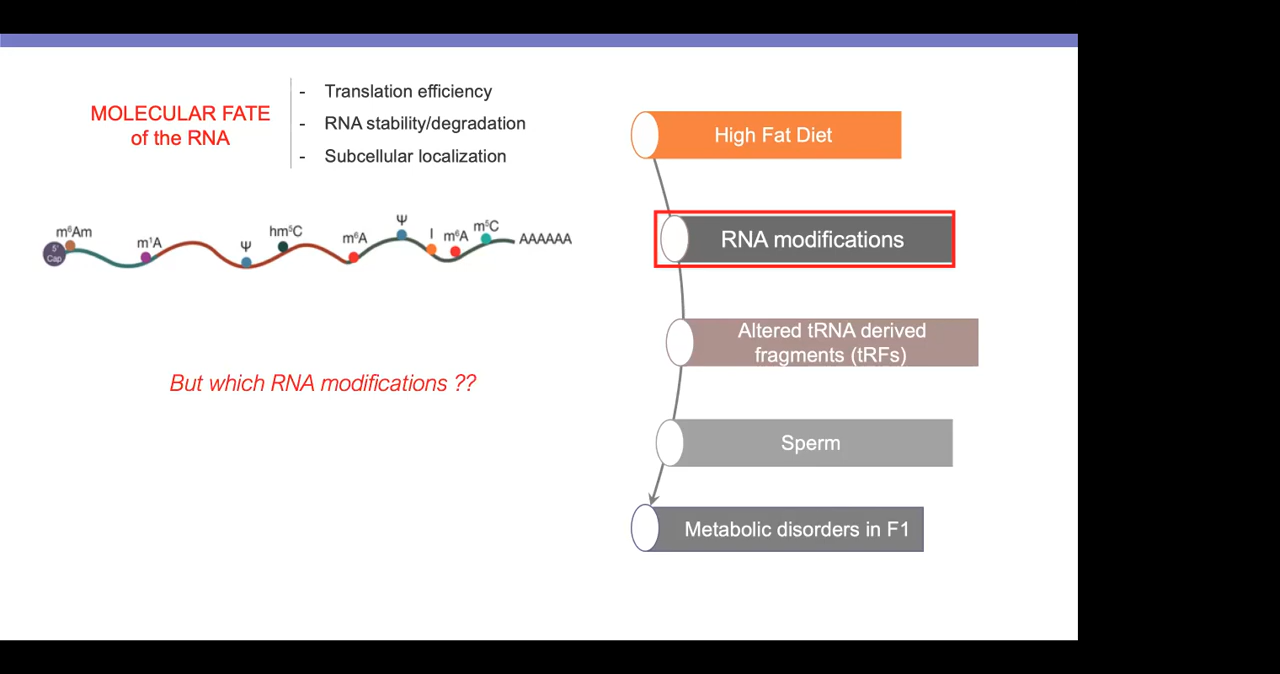 MOLECULAR FATE
of the RNA
- Translation efficiency
- RNA stability/degradation
- Subcellular localization
5'
Cap
m⁶Am
m¹A
Ψ
hm⁵C
m⁶A
Ψ
I
m⁶A
m⁵C
AAAAAA
But which RNA modifications ??
High Fat Diet
RNA modifications
Altered tRNA derived
fragments (tRFs)
Sperm
Metabolic disorders in F1